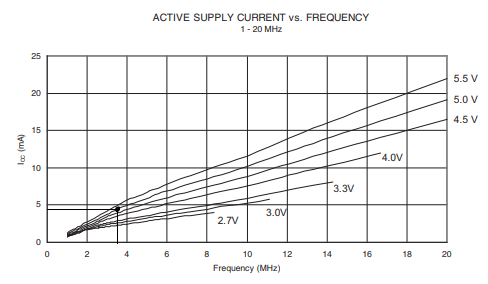 ACTIVE SUPPLY CURRENT vs. FREQUENCY
1 - 20 MHz
25
20
15
10
5
0
I CC (mA)
5.5 V
5.0 V
4.5 V
4.0V
3.3V
3.0V
2.7V
0 2 4 6 8 10 12 14 16 18 20
Frequency (MHz)